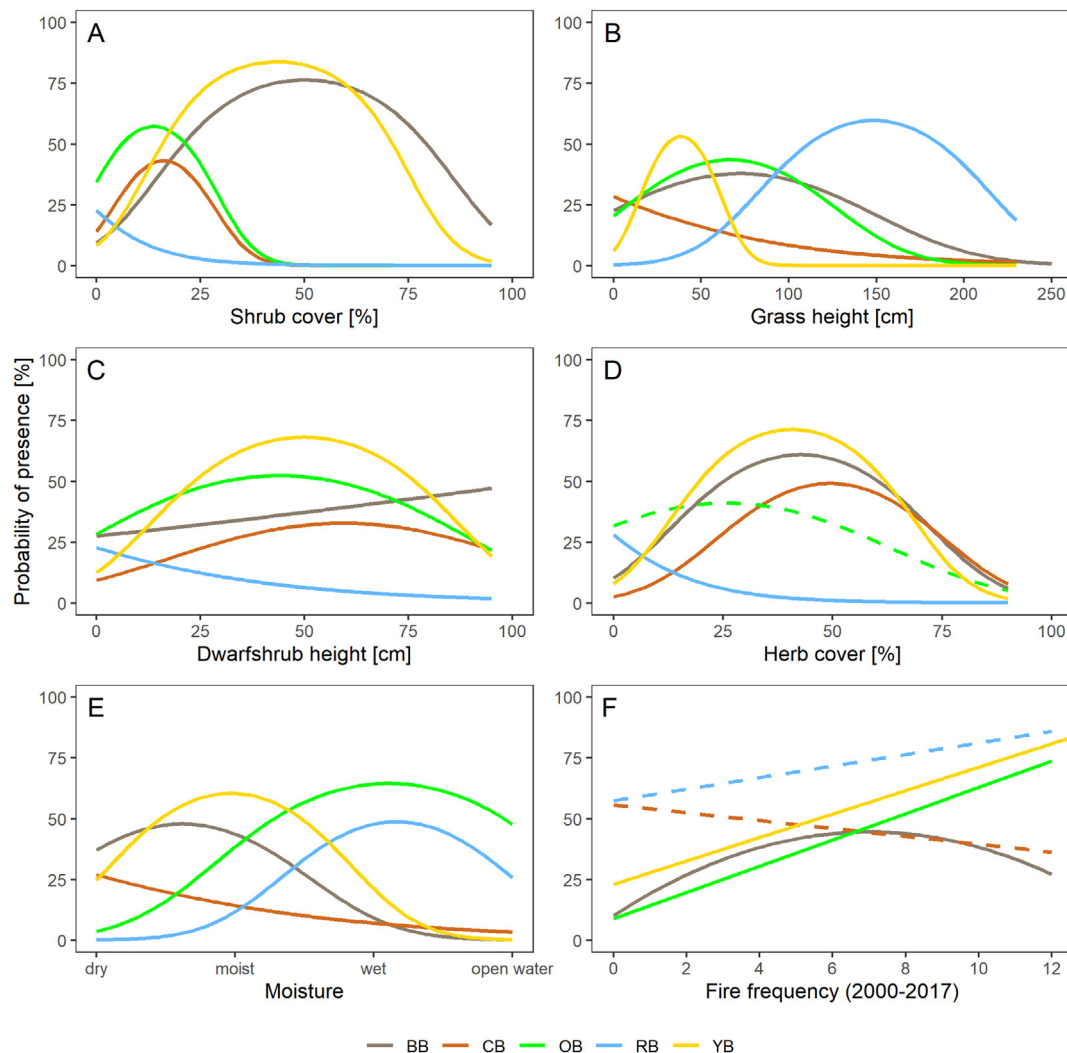 Probability of presence [%]
A
100
75
50
25
0
0 25 50 75 100
Shrub cover [%]
B
100
75
50
25
0
0 50 100 150 200 250
Grass height [cm]
C
100
75
50
25
0
0 25 50 75 100
Dwarfshrub height [cm]
D
100
75
50
25
0
0 25 50 75 100
Herb cover [%]
E
100
75
50
25
0
dry moist wet open water
Moisture
F
100
75
50
25
0
0 2 4 6 8 10 12
Fire frequency (2000-2017)
BB CB OB RB YB